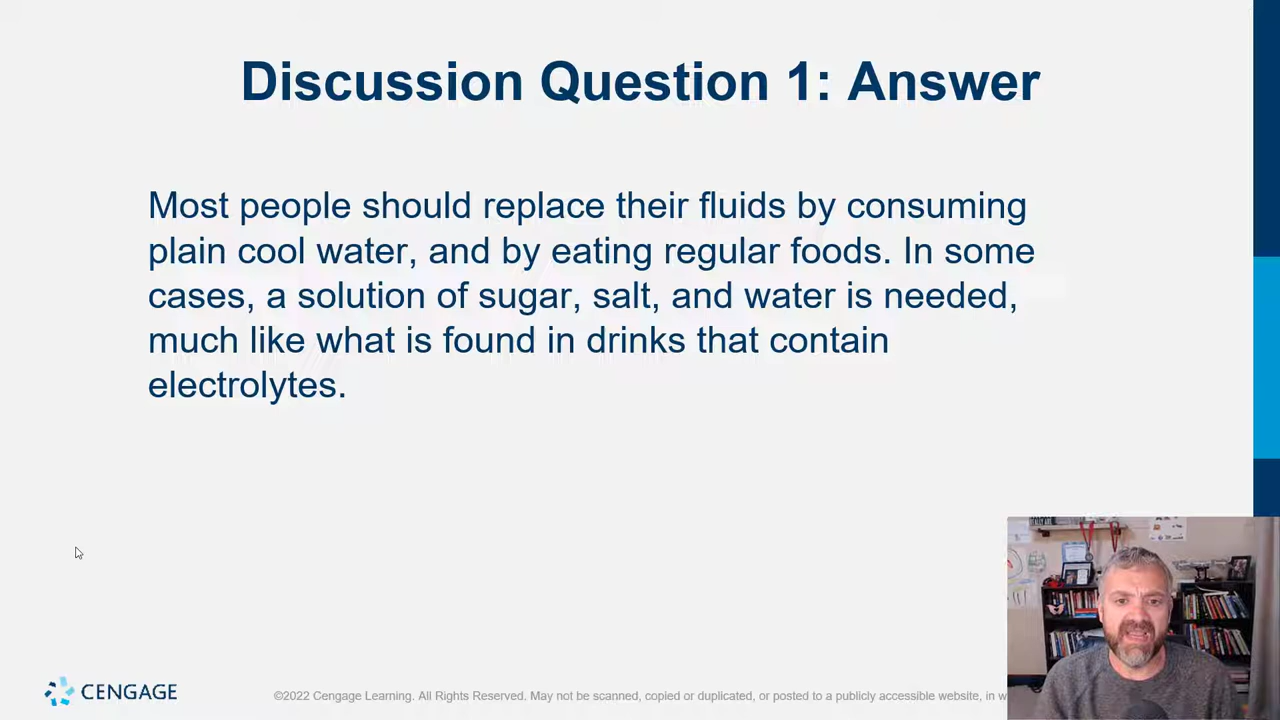 Discussion Question 1: Answer
Most people should replace their fluids by consuming
plain cool water, and by eating regular foods. In some
cases, a solution of sugar, salt, and water is needed,
much like what is found in drinks that contain
electrolytes.
CENGAGE
©2022 Cengage Learning. All Rights Reserved. May not be scanned, copied or duplicated, or posted to a publicly accessible website, in w